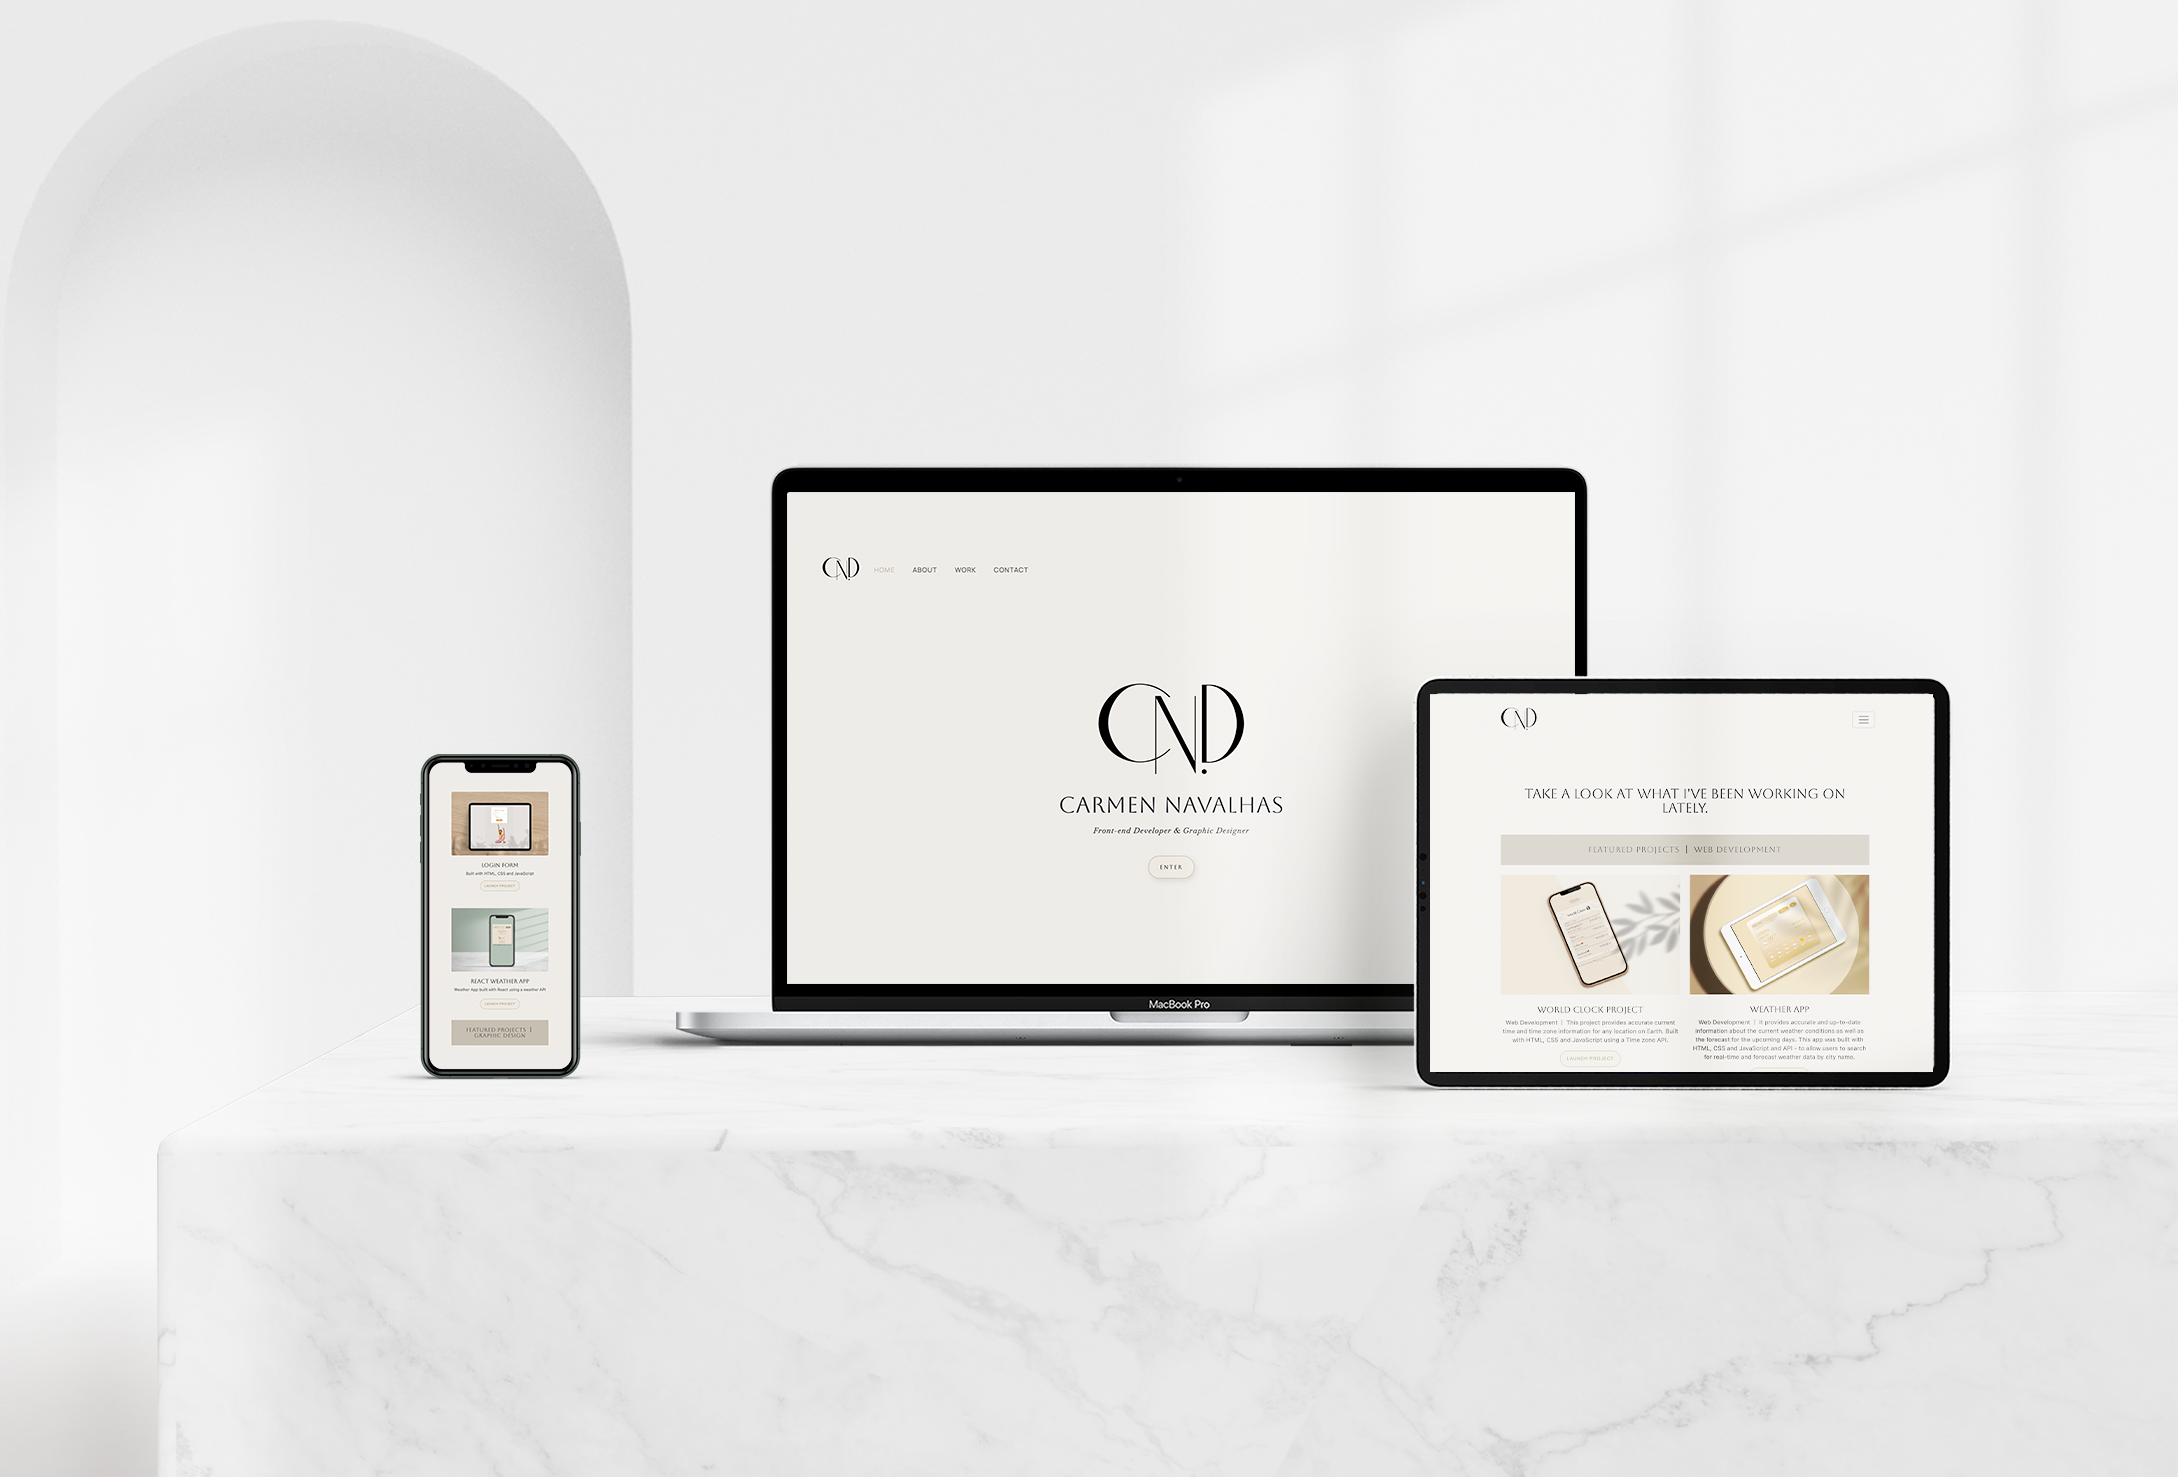 LOGIN FORM
Built with HTML, CSS and JavaScript
LAUNCH PROJECT
REACT WEATHER APP
Weather App built with React using a weather API
LAUNCH PROJECT
FEATURED PROJECTS |
GRAPHIC DESIGN
CND
HOME
ABOUT
WORK
CONTACT
CN.D
CARMEN NAVALHAS
Front-end Developer & Graphic Designer
ENTER
MacBook Pro
CND
TAKE A LOOK AT WHAT I'VE BEEN WORKING ON
LATELY.
FEATURED PROJECTS | WEB DEVELOPMENT
World Clock
WORLD CLOCK PROJECT
Web Development | This project provides accurate current
time and time zone information for any location on Earth. Built
with HTML, CSS and JavaScript using a Time zone API.
LAUNCH PROJECT
WEATHER APP
Web Development | It provides accurate and up-to-date
information about the current weather conditions as well as
the forecast for the upcoming days. This app was built with
HTML, CSS and JavaScript and API - to allow users to search
for real-time and forecast weather data by city name.